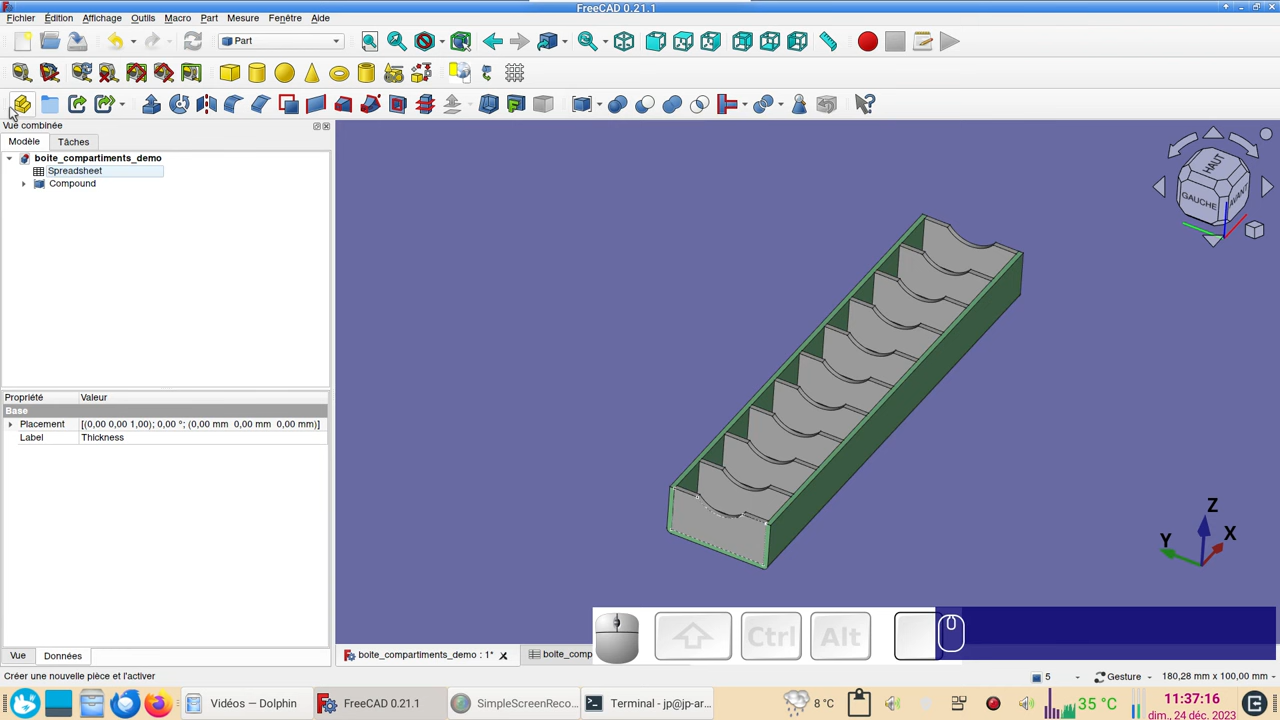 FreeCAD 0.21.1
Fichier Édition Affichage Outils Macro Part Mesure Fenêtre Aide
Part
Vue combinée
Modèle Tâches
boite_compartiments_demo
Spreadsheet
Compound
HAUT
GAUCHE AVANT
Propriété Valeur
Base
Placement [(0,00 0,00 1,00); 0,00 °; (0,00 mm 0,00 mm 0,00 mm)]
Label Thickness
Z
Y X
Ctrl Alt
Vue Données
boite_compartiments_demo : 1* boite_comp
Créer une nouvelle pièce et l'activer
5 Gesture 180,28 mm x 100,00 mm
Vidéos — Dolphin
FreeCAD 0.21.1
SimpleScreenReco...
Terminal - jp@jp-ar...
8 °C
35 °C
11:37:16
dim., 24 déc. 2023